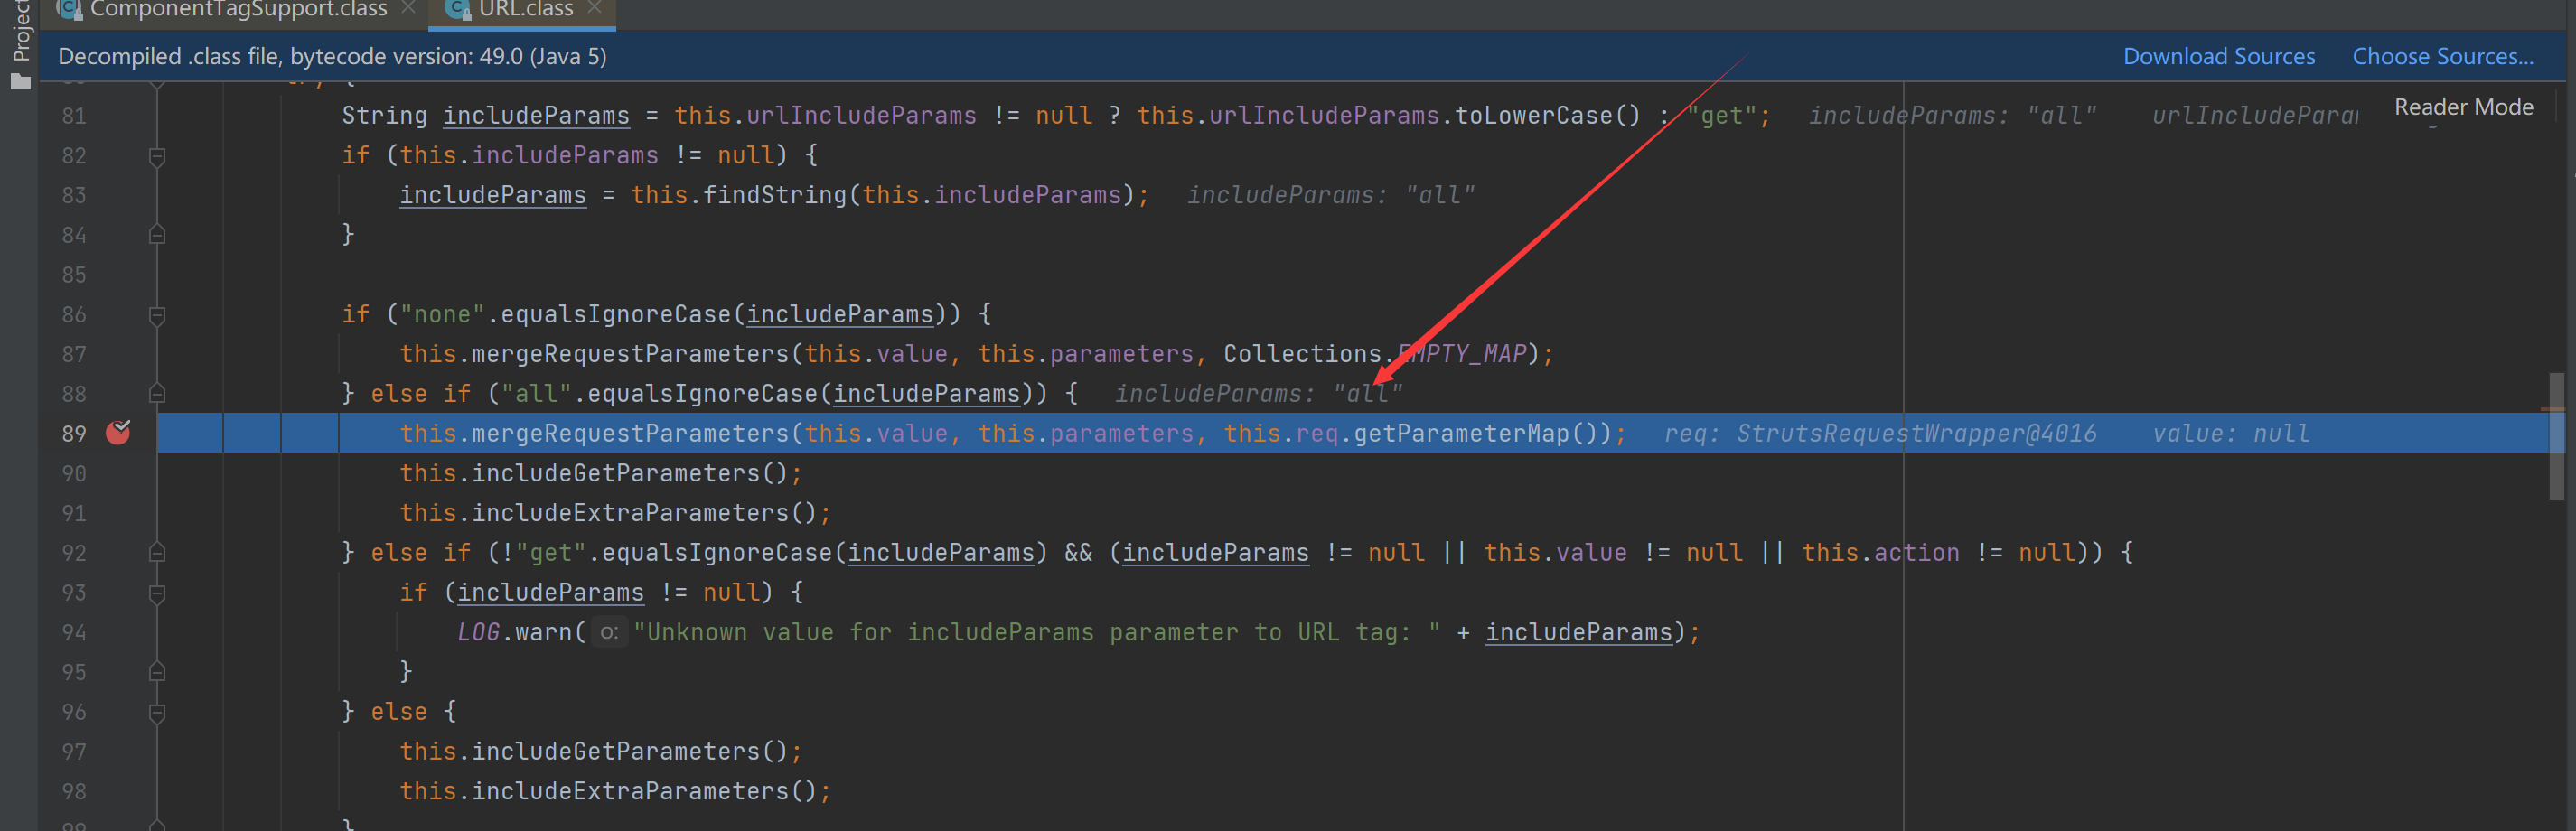 Project
ComponentTagSupport.class
URL.class
Decompiled .class file, bytecode version: 49.0 (Java 5)
Download Sources
Choose Sources...
Reader Mode
81 String includeParams = this.urlIncludeParams != null ? this.urlIncludeParams.toLowerCase() : "get"; includeParams: "all" urlIncludeParar
82 if (this.includeParams != null) {
83 includeParams = this.findString(this.includeParams); includeParams: "all"
84 }
85
86 if ("none".equalsIgnoreCase(includeParams)) {
87 this.mergeRequestParameters(this.value, this.parameters, Collections.EMPTY_MAP);
88 } else if ("all".equalsIgnoreCase(includeParams)) { includeParams: "all"
89 this.mergeRequestParameters(this.value, this.parameters, this.req.getParameterMap()); req: StrutsRequestWrapper@4016 value: null
90 this.includeGetParameters();
91 this.includeExtraParameters();
92 } else if (!"get".equalsIgnoreCase(includeParams) && (includeParams != null || this.value != null || this.action != null)) {
93 if (includeParams != null) {
94 LOG.warn( o: "Unknown value for includeParams parameter to URL tag: " + includeParams);
95 }
96 } else {
97 this.includeGetParameters();
98 this.includeExtraParameters();